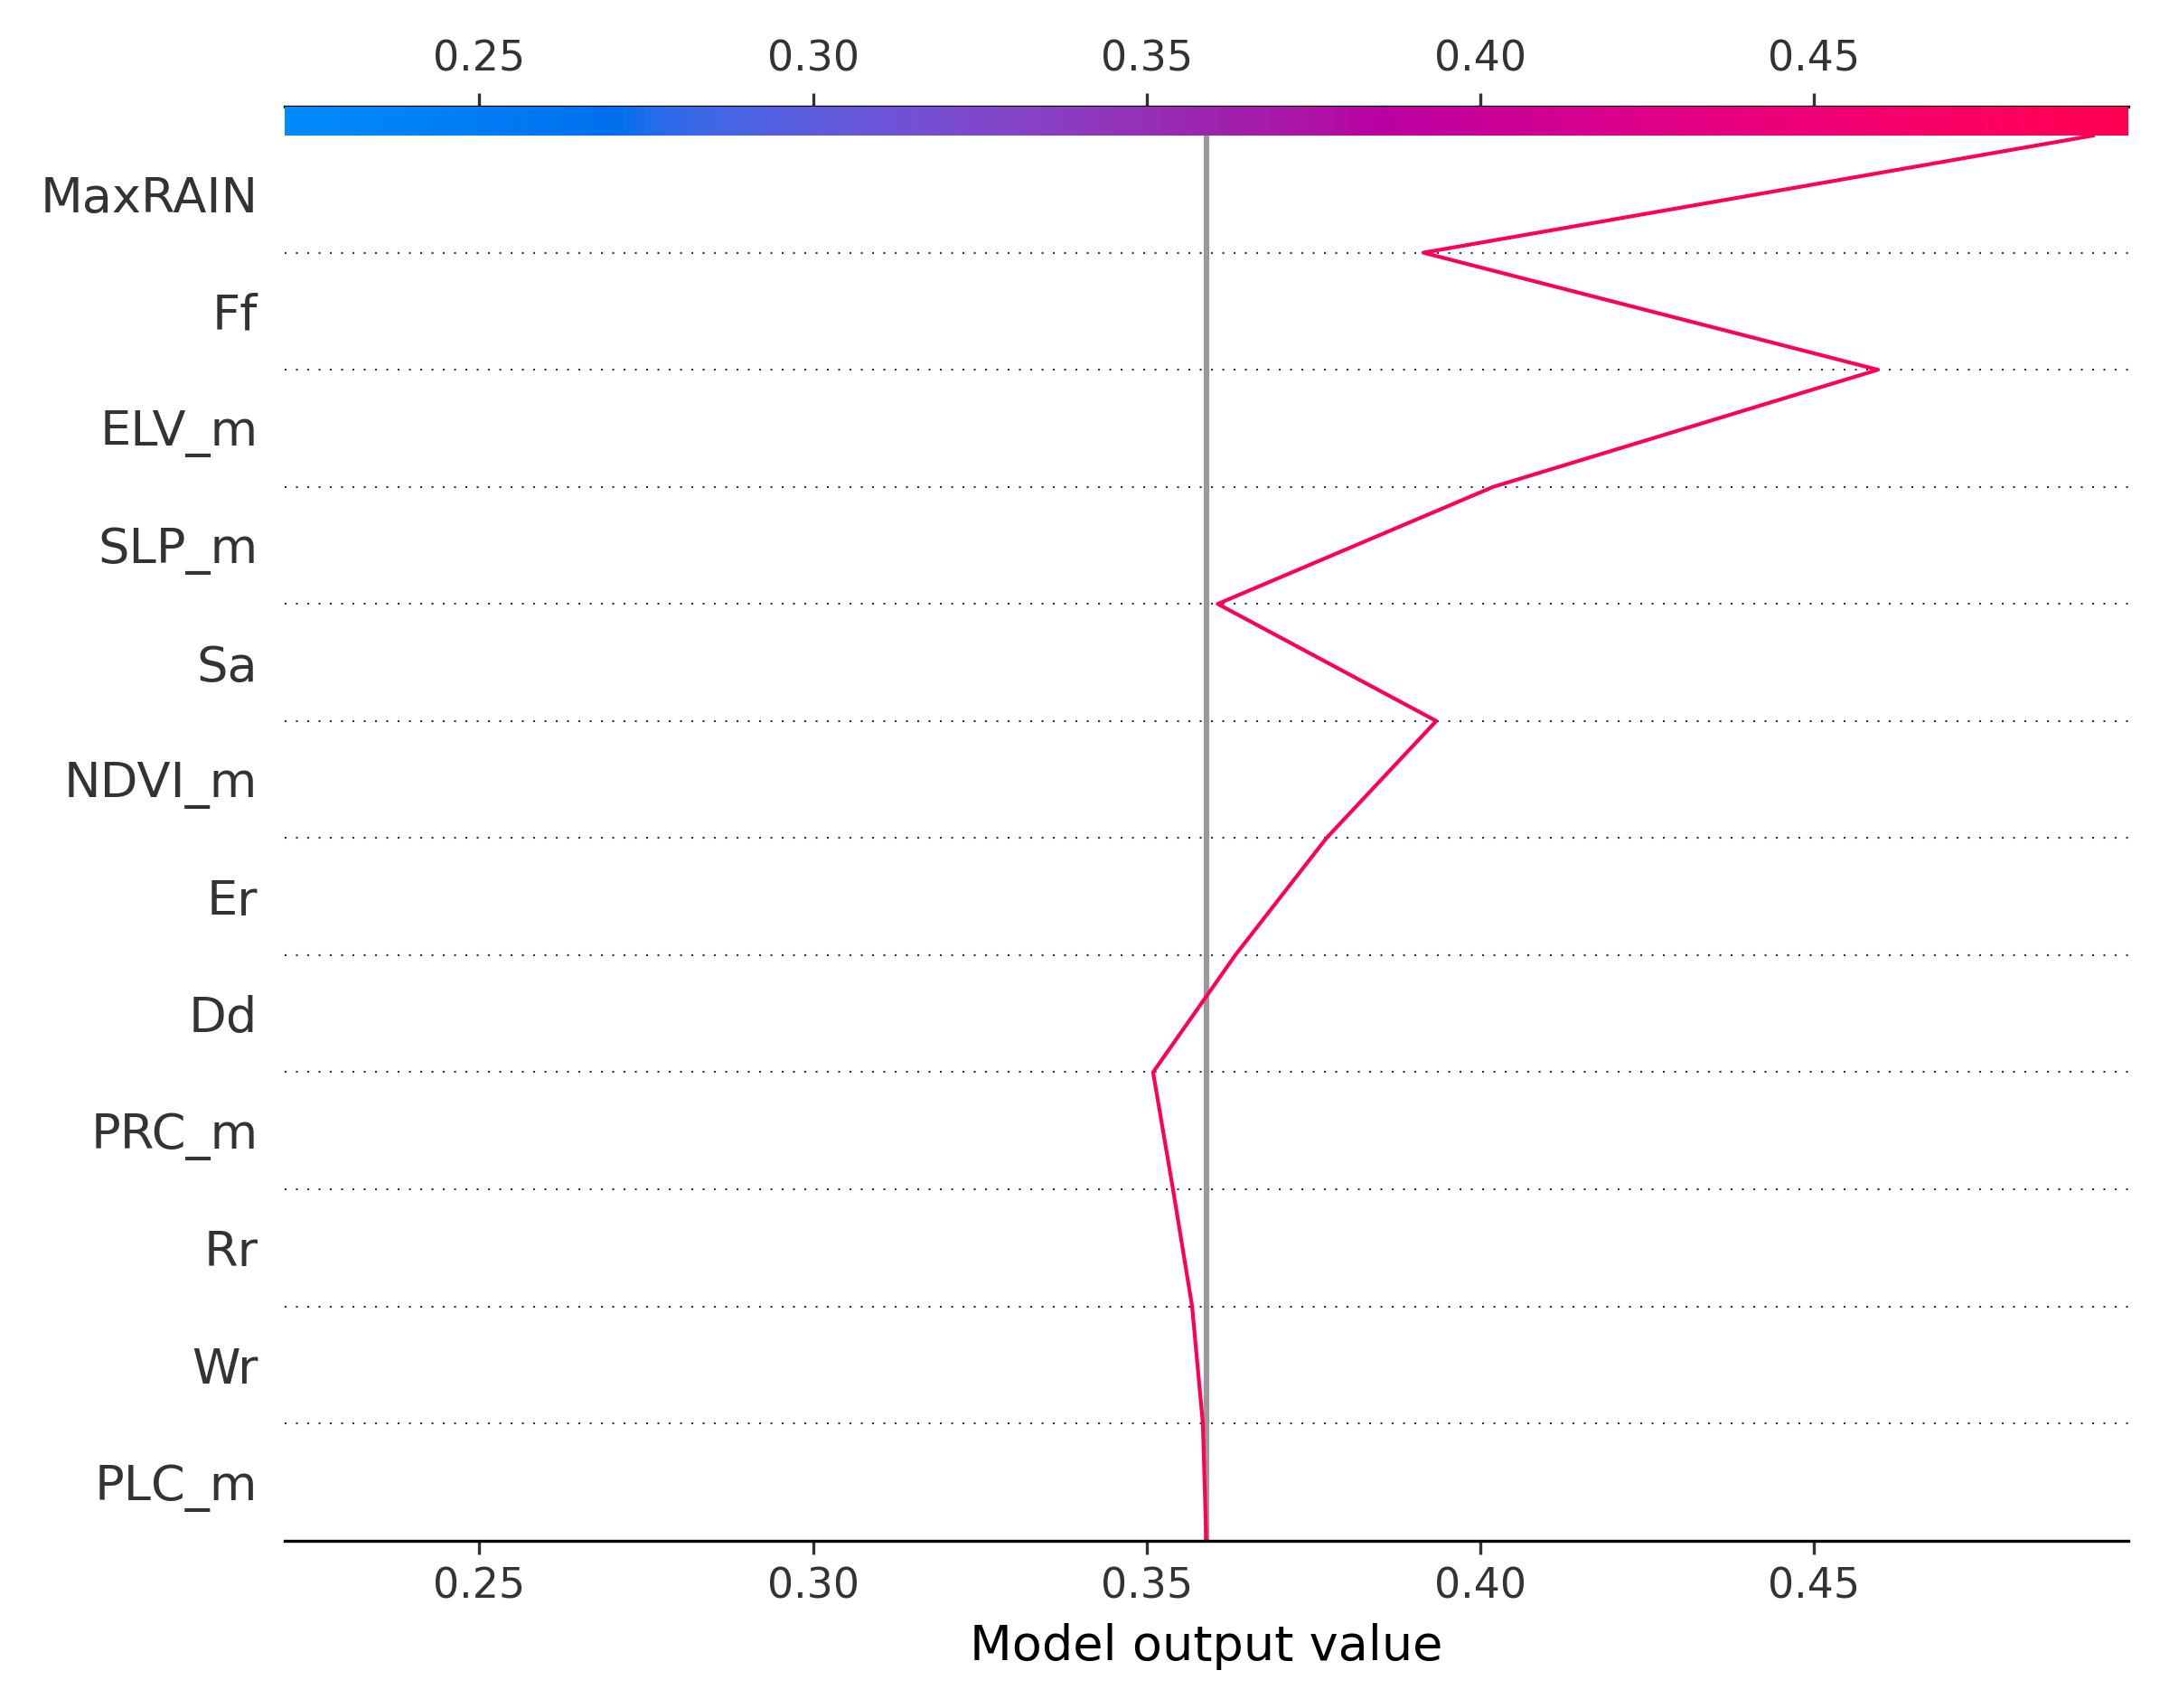 0.25 0.30 0.35 0.40 0.45
MaxRAIN
Ff
ELV_m
SLP_m
Sa
NDVI_m
Er
Dd
PRC_m
Rr
Wr
PLC_m
0.25 0.30 0.35 0.40 0.45
Model output value